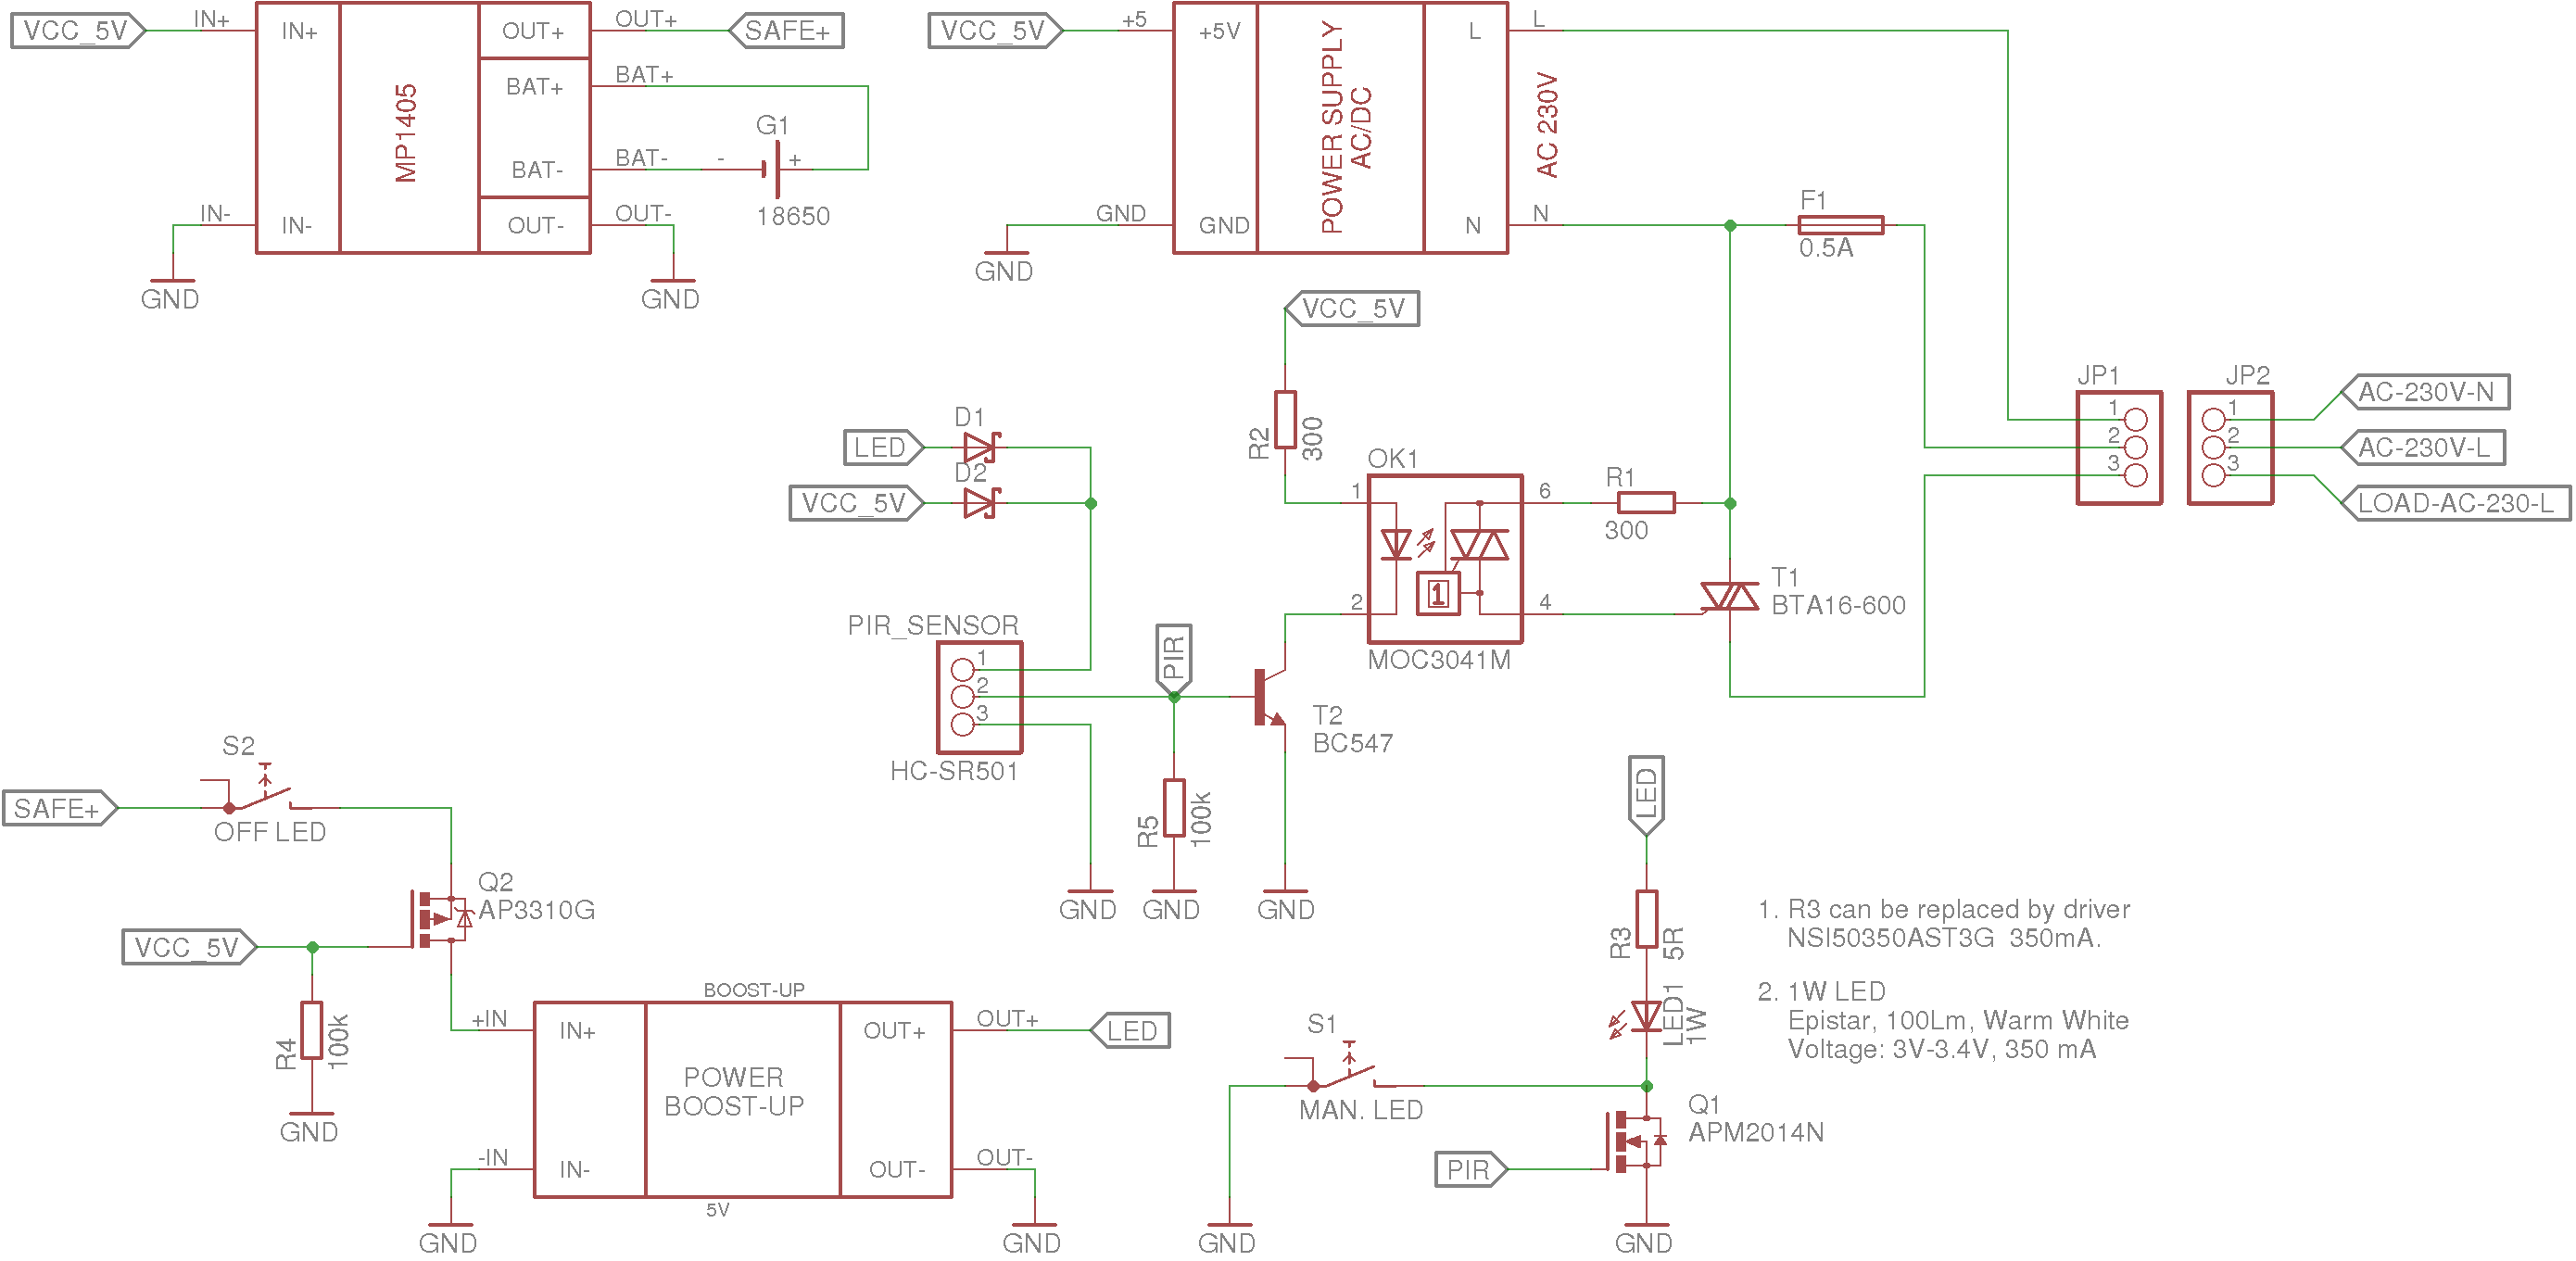 VCC_5V
IN+
IN+
MP1405
OUT+
OUT+
SAFE+
BAT+
BAT+
G1
BAT-
BAT-
-
+
18650
IN-
IN-
OUT-
OUT-
GND
GND
VCC_5V
+5
+5V
POWER SUPPLY
AC/DC
L
L
AC 230V
GND
GND
N
N
GND
F1
0.5A
VCC_5V
R2
300
JP1
1
2
3
JP2
1
2
3
AC-230V-N
AC-230V-L
LOAD-AC-230-L
LED
D1
VCC_5V
D2
OK1
1
6
2
4
1
MOC3041M
R1
300
T1
BTA16-600
PIR_SENSOR
1
2
3
HC-SR501
PIR
T2
BC547
R5
100k
GND
GND
GND
S2
SAFE+
OFF LED
Q2
AP3310G
VCC_5V
R4
100k
GND
BOOST-UP
+IN
IN+
POWER
BOOST-UP
OUT+
OUT+
LED
-IN
IN-
OUT-
OUT-
5V
GND
GND
LED
R3
5R
LED1
1W
S1
MAN. LED
Q1
APM2014N
PIR
GND
GND
1. R3 can be replaced by driver
NSI50350AST3G 350mA.
2. 1W LED
Epistar, 100Lm, Warm White
Voltage: 3V-3.4V, 350 mA